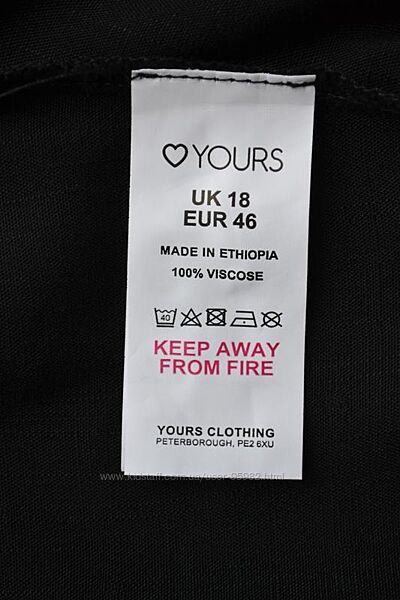 YOURS
UK 18
EUR 46
MADE IN ETHIOPIA
100% VISCOSE
40
KEEP AWAY
FROM FIRE
YOURS CLOTHING
PETERBOROUGH, PE2 6XU